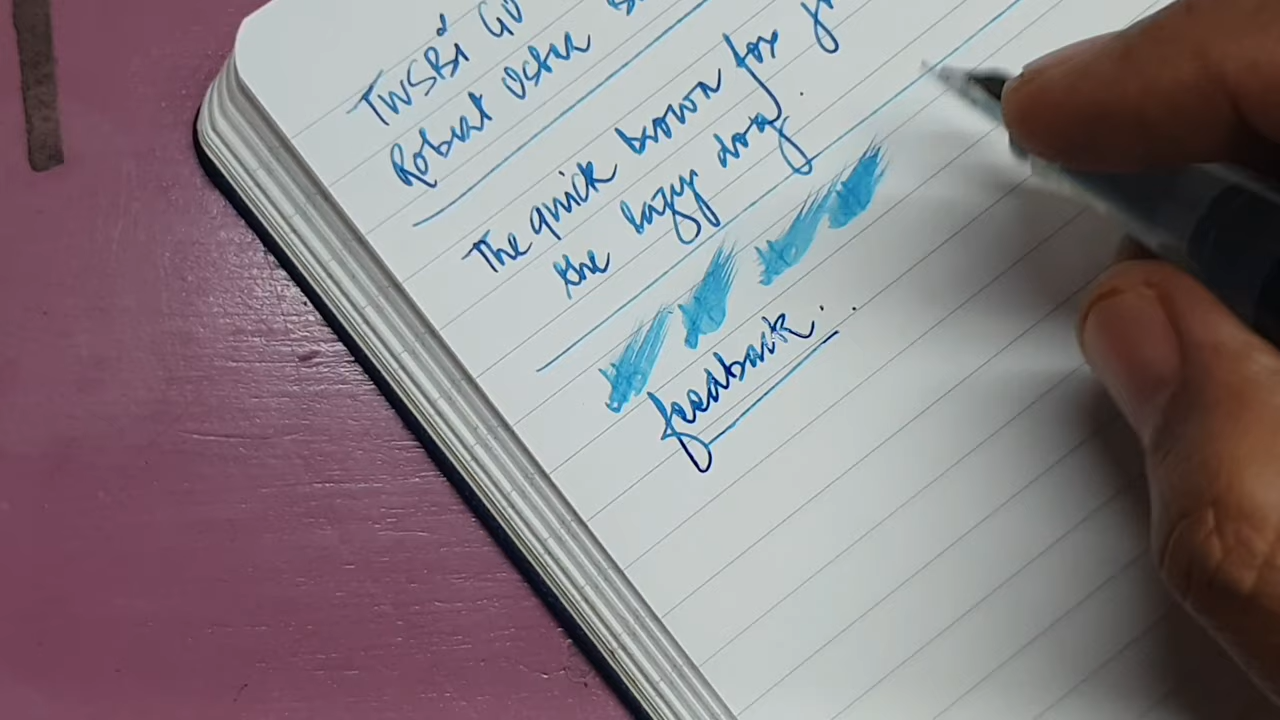 TWSBI GO
Robert Oster
The quick brown fox
the lazy dog.
feedback..